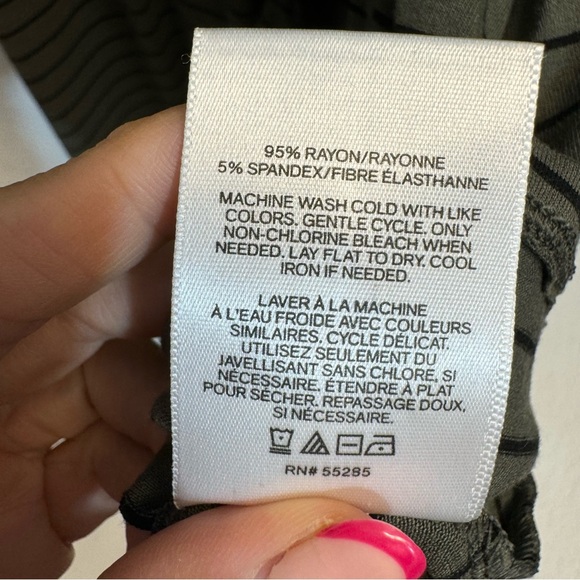 95% RAYON/RAYONNE
5% SPANDEX/FIBRE ÉLASTHANNE
MACHINE WASH COLD WITH LIKE
COLORS. GENTLE CYCLE. ONLY
NON-CHLORINE BLEACH WHEN
NEEDED. LAY FLAT TO DRY. COOL
IRON IF NEEDED.
LAVER À LA MACHINE
À L'EAU FROIDE AVEC COULEURS
SIMILAIRES. CYCLE DÉLICAT.
UTILISEZ SEULEMENT DU
JAVELLISANT SANS CHLORE, SI
NÉCESSAIRE. ÉTENDRE À PLAT
POUR SÉCHER. REPASSAGE DOUX,
SI NÉCESSAIRE.
RN# 55285